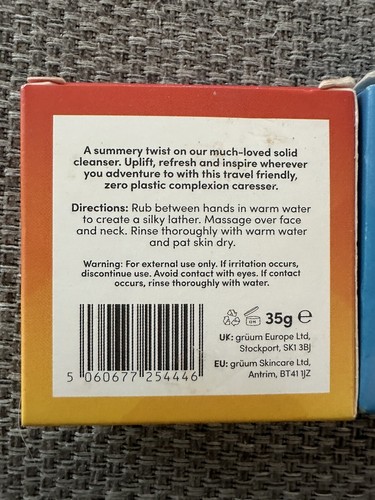 A summery twist on our much-loved solid
cleanser. Uplift, refresh and inspire wherever
you adventure to with this travel friendly,
zero plastic complexion caresser.
Directions: Rub between hands in warm water
to create a silky lather. Massage over face
and neck. Rinse thoroughly with warm water
and pat skin dry.
Warning: For external use only. If irritation occurs,
discontinue use. Avoid contact with eyes. If contact
occurs, rinse thoroughly with water.
35g ℮
UK: grüum Europe Ltd,
Stockport, SK1 3BJ
EU: grüum Skincare Ltd,
Antrim, BT41 1JZ
5 060677 254446